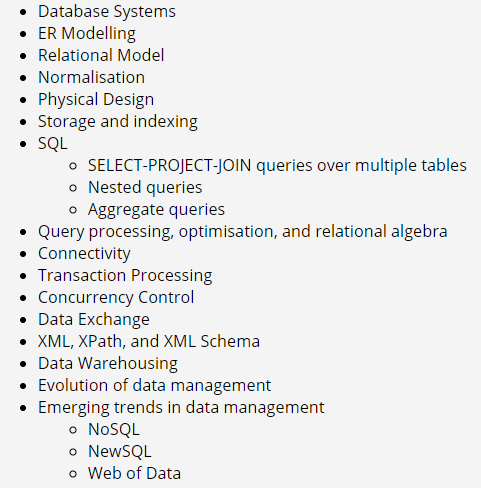 Database Systems
ER Modelling
Relational Model
Normalisation
Physical Design
Storage and indexing
SQL
SELECT-PROJECT-JOIN queries over multiple tables
Nested queries
Aggregate queries
Query processing, optimisation, and relational algebra
Connectivity
Transaction Processing
Concurrency Control
Data Exchange
XML, XPath, and XML Schema
Data Warehousing
Evolution of data management
Emerging trends in data management
NoSQL
NewSQL
Web of Data